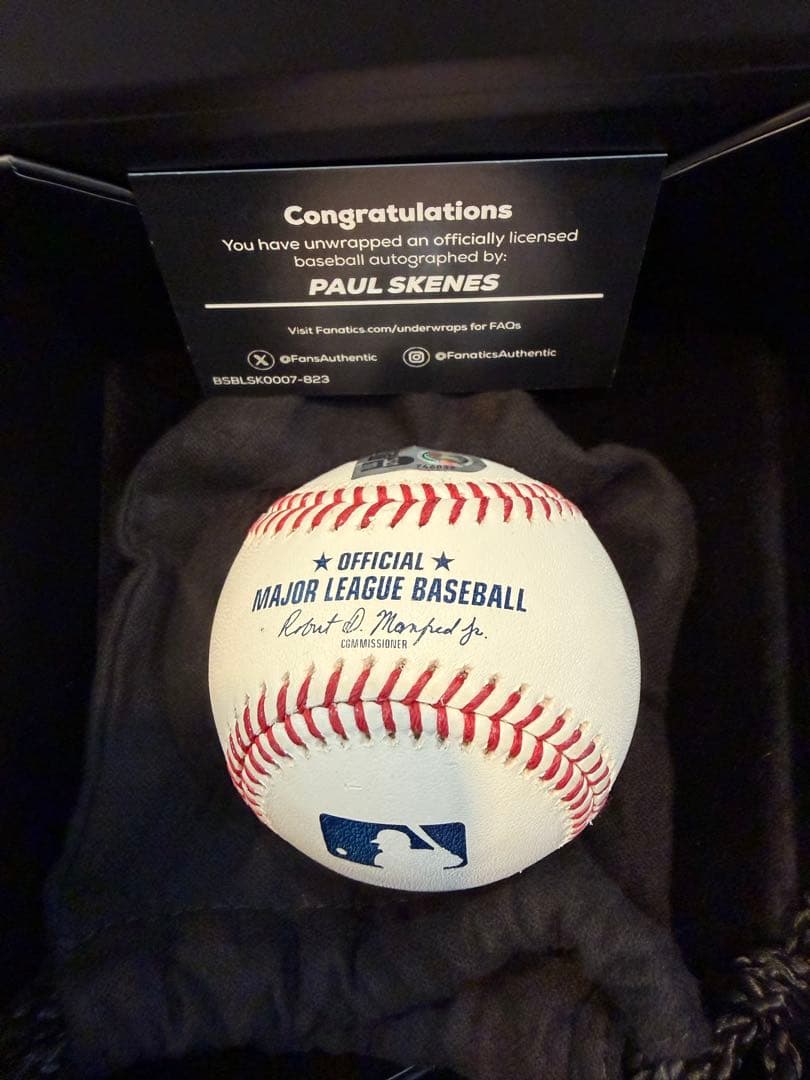 Congratulations
You have unwrapped an officially licensed
baseball autographed by:
PAUL SKENES
Visit Fanatics.com/underwraps for FAQs
@FansAuthentic @FanaticsAuthentic
BSBLSK0007-823
★ OFFICIAL ★
MAJOR LEAGUE BASEBALL
Robert D. Manfred Jr.
COMMISSIONER